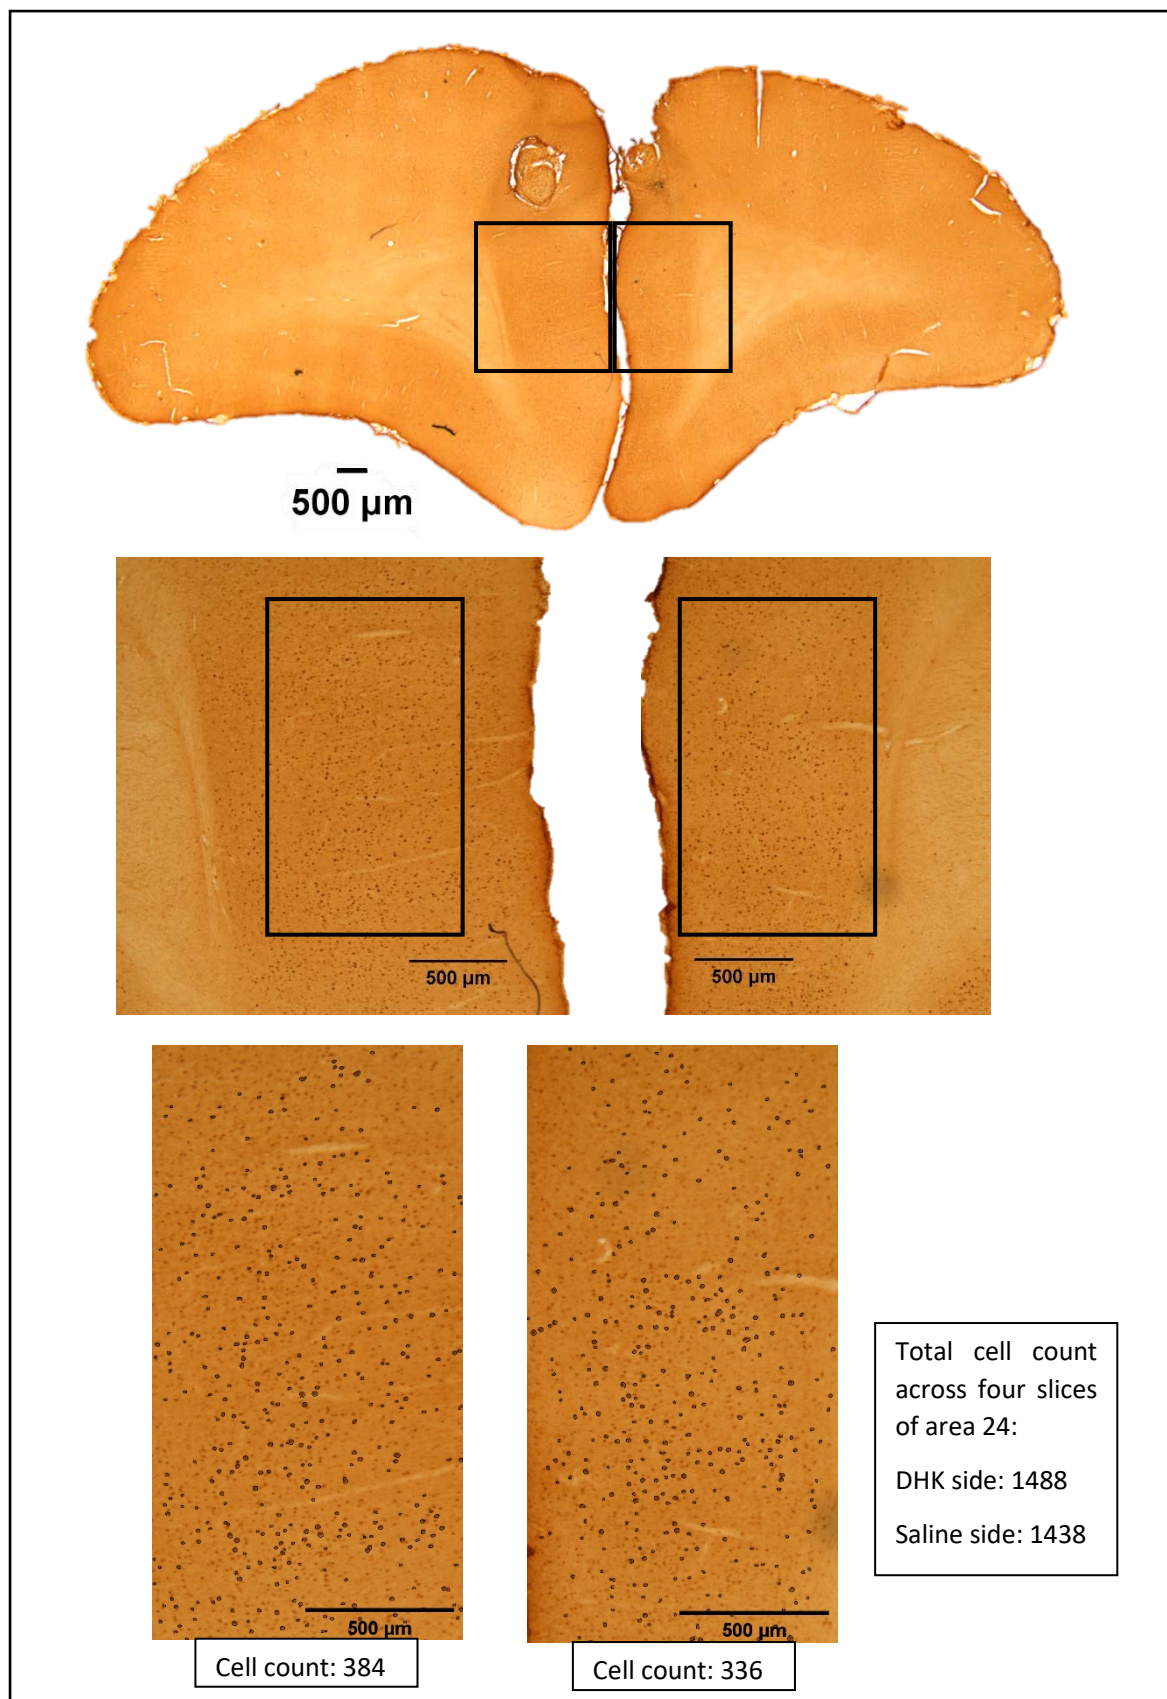 500 µm
500 µm
500 µm
500 µm
500 µm
Cell count: 384
Cell count: 336
Total cell count
across four slices
of area 24:
DHK side: 1488
Saline side: 1438